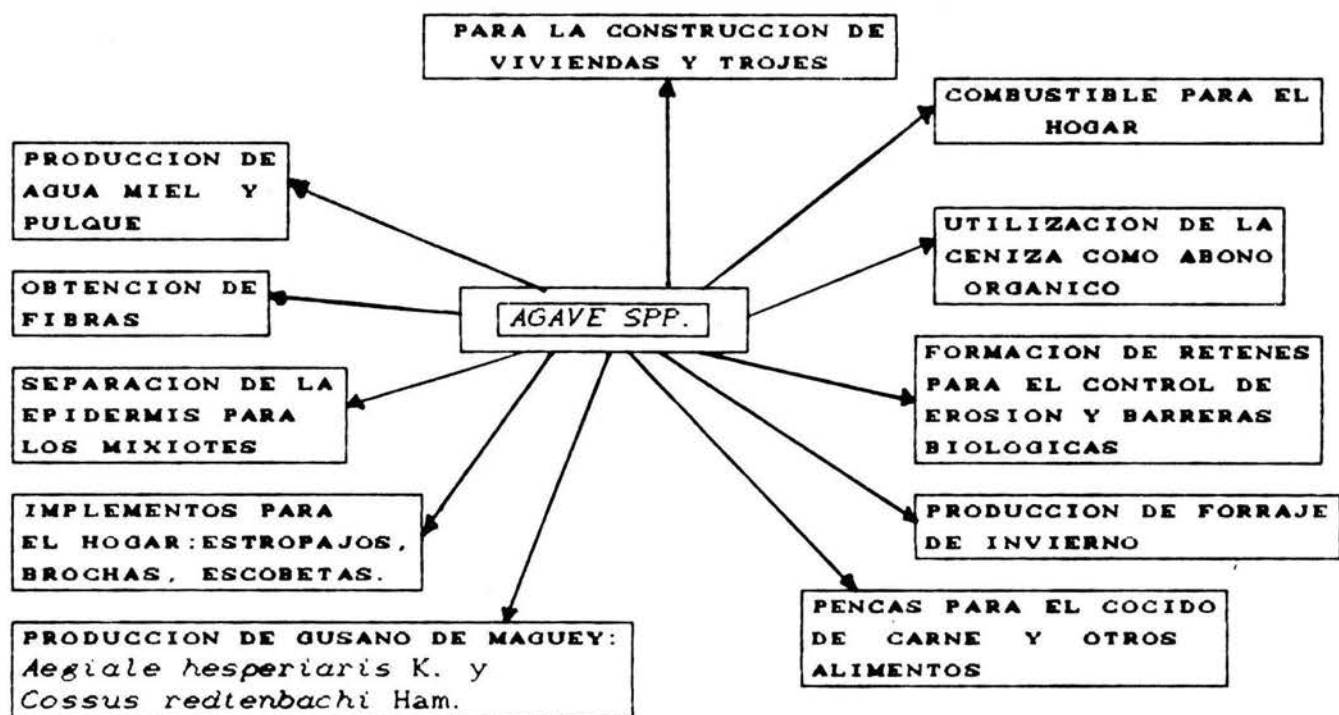 PARA LA CONSTRUCCION DE
VIVIENDAS Y TROJES
COMBUSTIBLE PARA EL
HOGAR
PRODUCCION DE
AGUA MIEL Y
PULQUE
UTILIZACION DE LA
CENIZA COMO ABONO
ORGANICO
OBTENCION DE
FIBRAS
AGAVE SPP.
FORMACION DE RETENES
PARA EL CONTROL DE
EROSION Y BARRERAS
BIOLOGICAS
SEPARACION DE LA
EPIDERMIS PARA
LOS MIXIOTES
IMPLEMENTOS PARA
EL HOGAR:ESTROPAJOS,
BROCHAS, ESCOBETAS.
PRODUCCION DE FORRAJE
DE INVIERNO
PENCAS PARA EL COCIDO
DE CARNE Y OTROS
ALIMENTOS
PRODUCCION DE GUSANO DE MAGUEY:
Aegiale hesperiaris K. y
Cossus redtenbachi Ham.